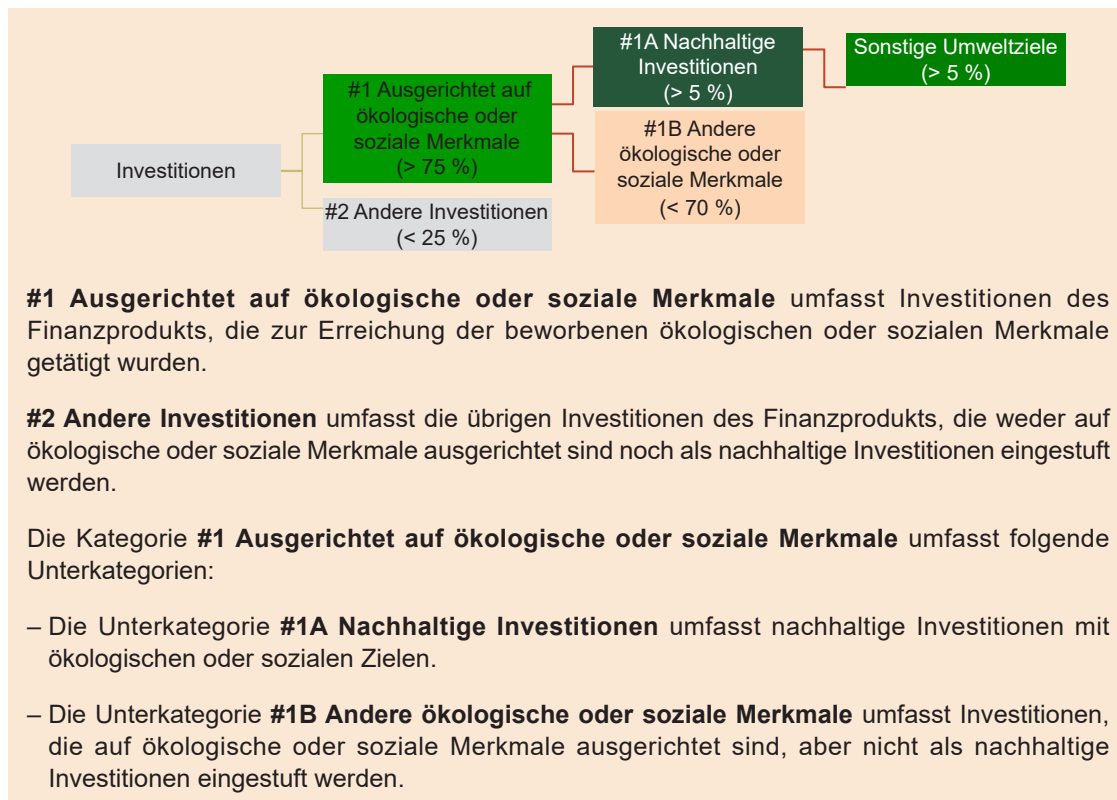 #1A Nachhaltige
Investitionen
(> 5 %)
Sonstige Umweltziele
(> 5 %)
#1 Ausgerichtet auf
ökologische oder
soziale Merkmale
(> 75 %)
#1B Andere
ökologische oder
soziale Merkmale
(< 70 %)
Investitionen
#2 Andere Investitionen
(< 25 %)
#1 Ausgerichtet auf ökologische oder soziale Merkmale umfasst Investitionen des
Finanzprodukts, die zur Erreichung der beworbenen ökologischen oder sozialen Merkmale
getätigt wurden.
#2 Andere Investitionen umfasst die übrigen Investitionen des Finanzprodukts, die weder auf
ökologische oder soziale Merkmale ausgerichtet sind noch als nachhaltige Investitionen eingestuft
werden.
Die Kategorie #1 Ausgerichtet auf ökologische oder soziale Merkmale umfasst folgende
Unterkategorien:
– Die Unterkategorie #1A Nachhaltige Investitionen umfasst nachhaltige Investitionen mit
ökologischen oder sozialen Zielen.
– Die Unterkategorie #1B Andere ökologische oder soziale Merkmale umfasst Investitionen,
die auf ökologische oder soziale Merkmale ausgerichtet sind, aber nicht als nachhaltige
Investitionen eingestuft werden.